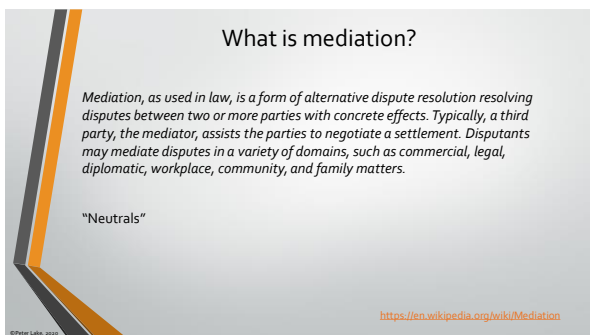 What is mediation?
Mediation, as used in law, is a form of alternative dispute resolution resolving
disputes between two or more parties with concrete effects. Typically, a third
party, the mediator, assists the parties to negotiate a settlement. Disputants
may mediate disputes in a variety of domains, such as commercial, legal,
diplomatic, workplace, community, and family matters.
“Neutrals”
https://en.wikipedia.org/wiki/Mediation
©Peter Lake, 2020